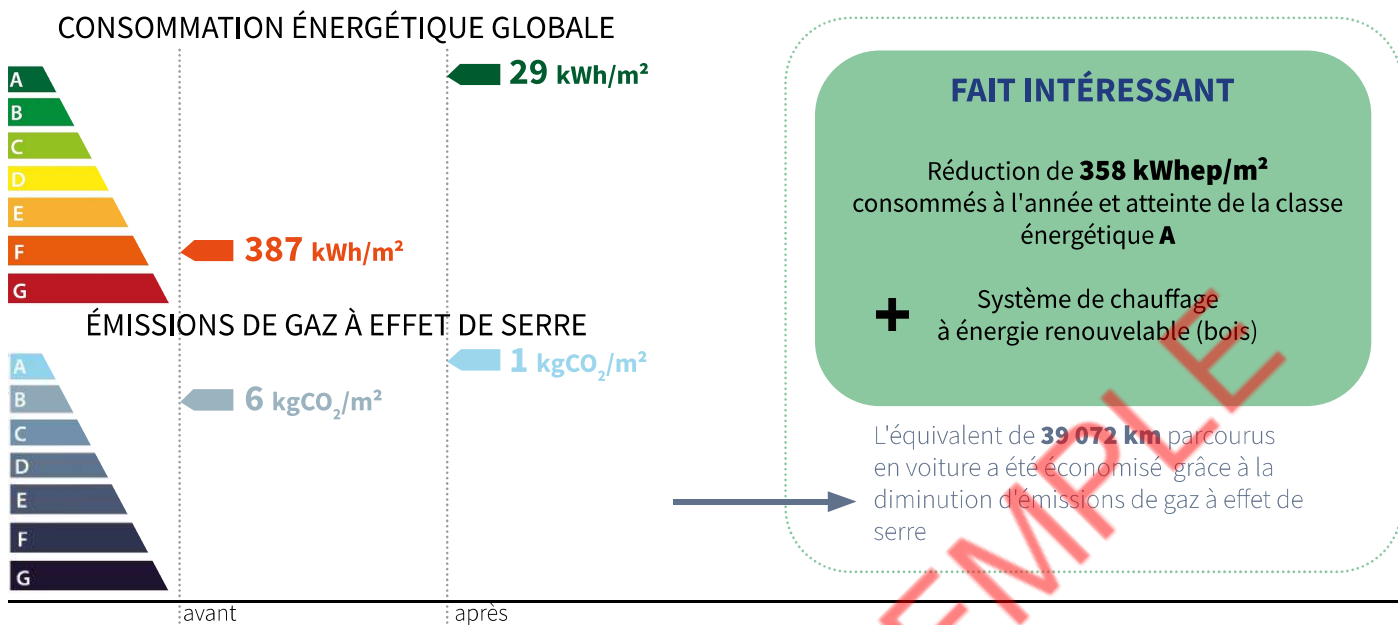 CONSOMMATION ÉNERGÉTIQUE GLOBALE
A
B
C
D
E
F
G
29 kWh/m²
387 kWh/m²
ÉMISSIONS DE GAZ À EFFET DE SERRE
A
B
C
D
E
F
G
1 kgCO₂/m²
6 kgCO₂/m²
avant
après
FAIT INTÉRESSANT
Réduction de 358 kWhep/m²
consommés à l'année et atteinte de la classe
énergétique A
+ Système de chauffage
à énergie renouvelable (bois)
L'équivalent de 39 072 km parcourus
en voiture a été économisé grâce à la
diminution d'émissions de gaz à effet de
serre
EMPLE